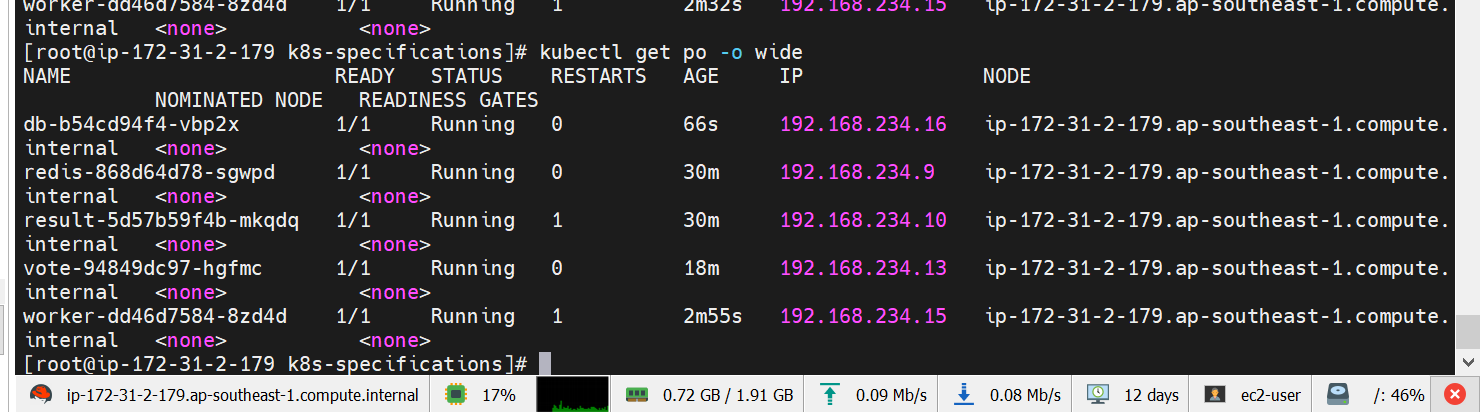 worker-dd46d7584-8zd4d    1/1     Running   1          2m32s   192.168.234.15   ip-172-31-2-179.ap-southeast-1.compute.
internal   <none>           <none>
[root@ip-172-31-2-179 k8s-specifications]# kubectl get po -o wide
NAME                      READY   STATUS    RESTARTS   AGE     IP               NODE
           NOMINATED NODE   READINESS GATES
db-b54cd94f4-vbp2x        1/1     Running   0          66s     192.168.234.16   ip-172-31-2-179.ap-southeast-1.compute.
internal   <none>           <none>
redis-868d64d78-sgwpd     1/1     Running   0          30m     192.168.234.9    ip-172-31-2-179.ap-southeast-1.compute.
internal   <none>           <none>
result-5d57b59f4b-mkqdq   1/1     Running   1          30m     192.168.234.10   ip-172-31-2-179.ap-southeast-1.compute.
internal   <none>           <none>
vote-94849dc97-hgfmc      1/1     Running   0          18m     192.168.234.13   ip-172-31-2-179.ap-southeast-1.compute.
internal   <none>           <none>
worker-dd46d7584-8zd4d    1/1     Running   1          2m55s   192.168.234.15   ip-172-31-2-179.ap-southeast-1.compute.
internal   <none>           <none>
[root@ip-172-31-2-179 k8s-specifications]#
ip-172-31-2-179.ap-southeast-1.compute.internal 17% 0.72 GB / 1.91 GB 0.09 Mb/s 0.08 Mb/s 12 days ec2-user /: 46%